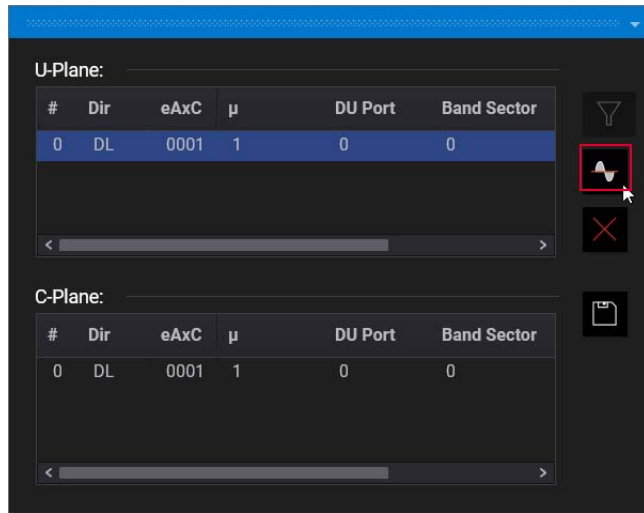 U-Plane:
# Dir eAxC μ DU Port Band Sector
0 DL 0001 1 0 0
C-Plane:
# Dir eAxC μ DU Port Band Sector
0 DL 0001 1 0 0